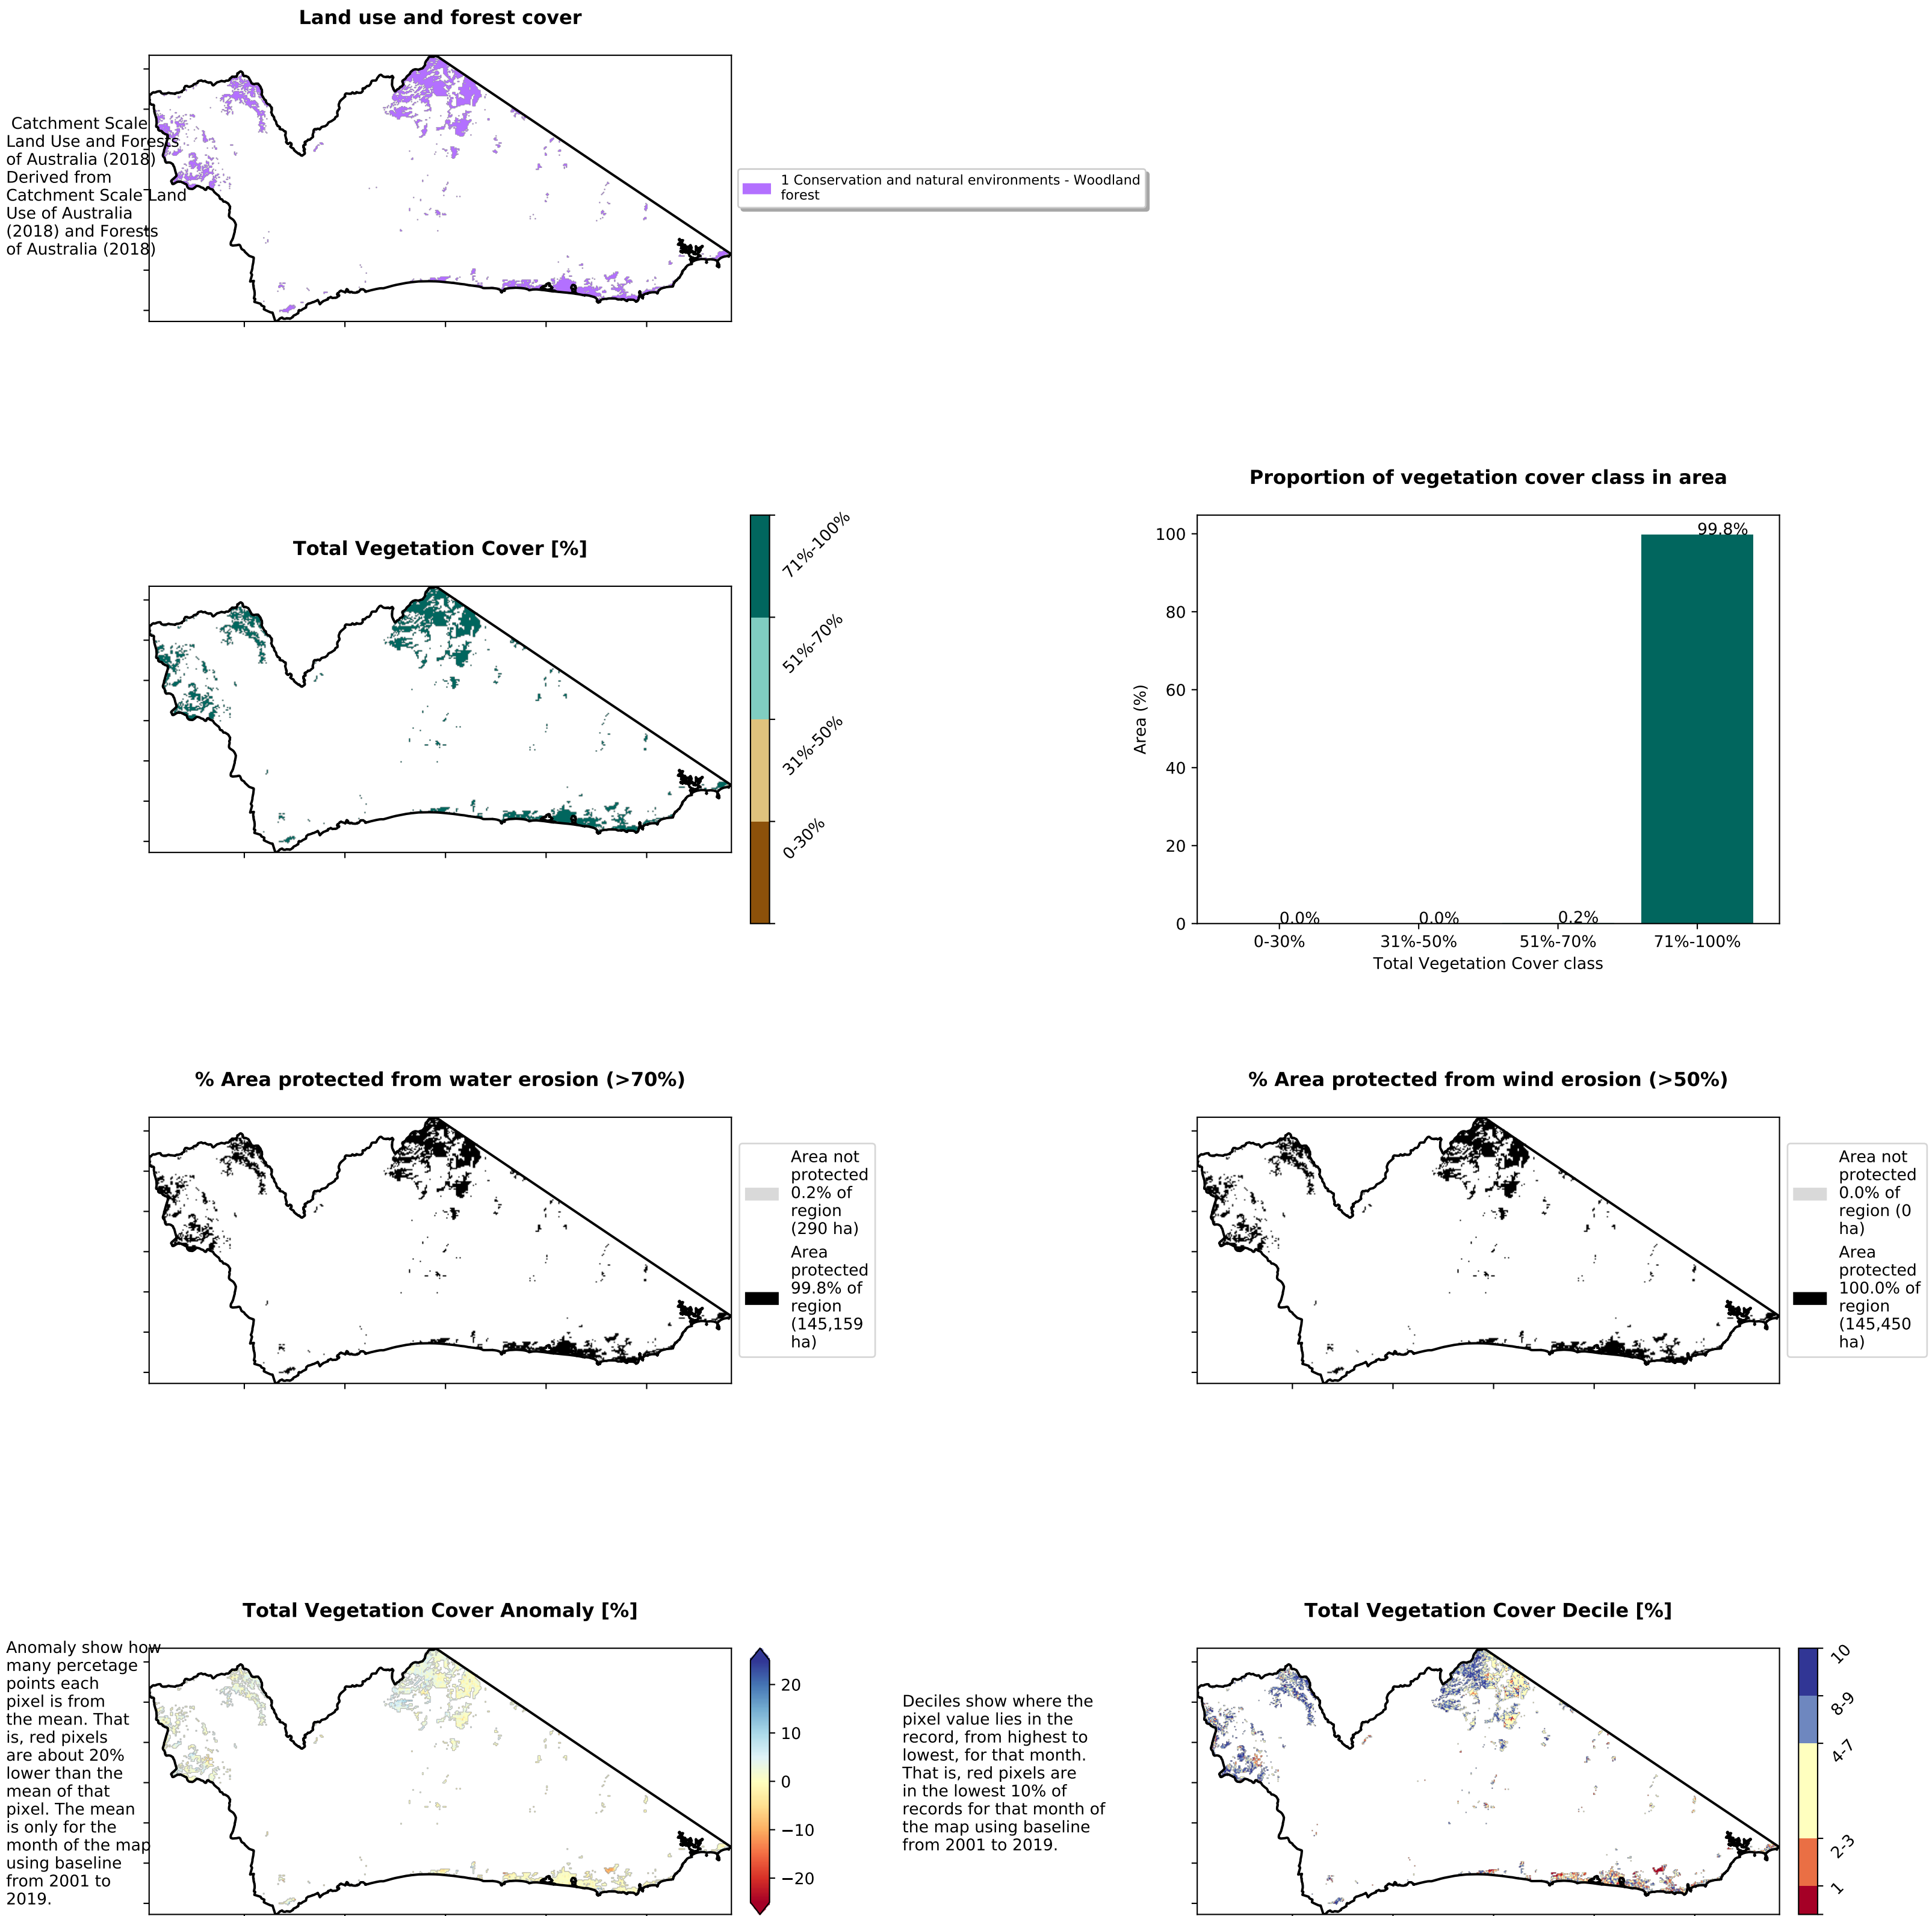 Land use and forest cover
Catchment Scale
Land Use and Forests
of Australia (2018)
Derived from
Catchment Scale Land
Use of Australia
(2018) and Forests
of Australia (2018)
1 Conservation and natural environments - Woodland
forest
Total Vegetation Cover [%]
71%-100%
51%-70%
31%-50%
0-30%
Proportion of vegetation cover class in area
Area (%)
100
80
60
40
20
0
0.0%
0.0%
0.2%
99.8%
0-30%
31%-50%
51%-70%
71%-100%
Total Vegetation Cover class
% Area protected from water erosion (>70%)
Area not
protected
0.2% of
region
(290 ha)
Area
protected
99.8% of
region
(145,159
ha)
% Area protected from wind erosion (>50%)
Area not
protected
0.0% of
region (0
ha)
Area
protected
100.0% of
region
(145,450
ha)
Total Vegetation Cover Anomaly [%]
Anomaly show how
many percetage
points each
pixel is from
the mean. That
is, red pixels
are about 20%
lower than the
mean of that
pixel. The mean
is only for the
month of the map
using baseline
from 2001 to
2019.
20
10
0
−10
−20
Total Vegetation Cover Decile [%]
Deciles show where the
pixel value lies in the
record, from highest to
lowest, for that month.
That is, red pixels are
in the lowest 10% of
records for that month of
the map using baseline
from 2001 to 2019.
10
8-9
4-7
2-3
1